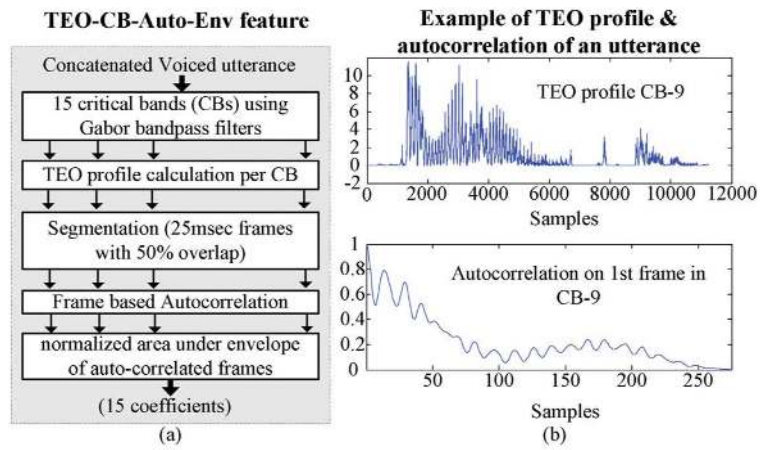 TEO-CB-Auto-Env feature
Concatenated Voiced utterance
15 critical bands (CBs) using
Gabor bandpass filters
TEO profile calculation per CB
Segmentation (25msec frames
with 50% overlap)
Frame based Autocorrelation
normalized area under envelope
of auto-correlated frames
(15 coefficients)
(a)
Example of TEO profile &
autocorrelation of an utterance
TEO profile CB-9
10
8
6
4
2
0
-2
0 2000 4000 6000 8000 10000 12000
Samples
Autocorrelation on 1st frame in
CB-9
1
0.8
0.6
0.4
0.2
0
50 100 150 200 250
Samples
(b)